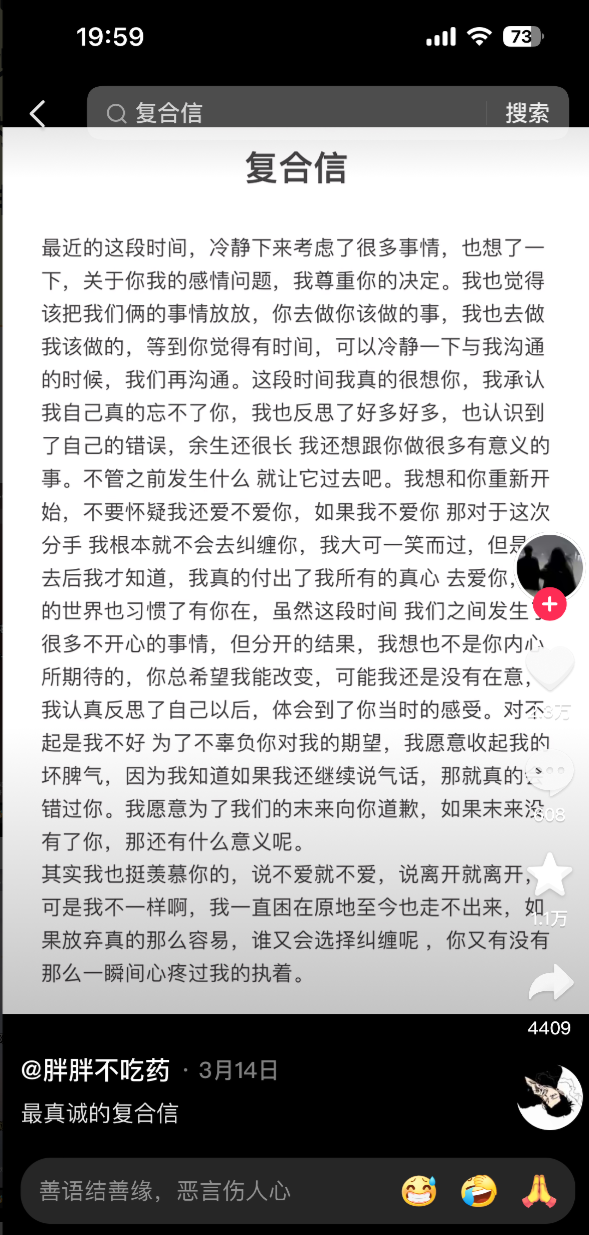 19:59
73
复合信
搜索
复合信
最近的这段时间，冷静下来考虑了很多事情，也想了一
下，关于你我的感情问题，我尊重你的决定。我也觉得
该把我们俩的事情放放，你去做你该做的事，我也去做
我该做的，等到你觉得有时间，可以冷静一下与我沟通
的时候，我们再沟通。这段时间我真的很想你，我承认
我自己真的忘不了你，我也反思了好多好多，也认识到
了自己的错误，余生还很长 我还想跟你做很多有意义的
事。不管之前发生什么 就让它过去吧。我想和你重新开
始，不要怀疑我还爱不爱你，如果我不爱你 那对于这次
分手 我根本就不会去纠缠你，我大可一笑而过，但是
去后我才知道，我真的付出了我所有的真心 去爱你，
的世界也习惯了有你在，虽然这段时间 我们之间发生了
很多不开心的事情，但分开的结果，我想也不是你内心
所期待的，你总希望我能改变，可能我还是没有在意，
我认真反思了自己以后，体会到了你当时的感受。对不
起是我不好 为了不辜负你对我的期望，我愿意收起我的
坏脾气，因为我知道如果我还继续说气话，那就真的会
错过你。我愿意为了我们的末来向你道歉，如果末来没
有了你，那还有什么意义呢。
其实我也挺羡慕你的，说不爱就不爱，说离开就离开，
可是我不一样啊，我一直困在原地至今也走不出来，如
果放弃真的那么容易，谁又会选择纠缠呢 ，你又有没有
那么一瞬间心疼过我的执着。
608
1.1万
4409
@胖胖不吃药 · 3月14日
最真诚的复合信
善语结善缘，恶言伤人心